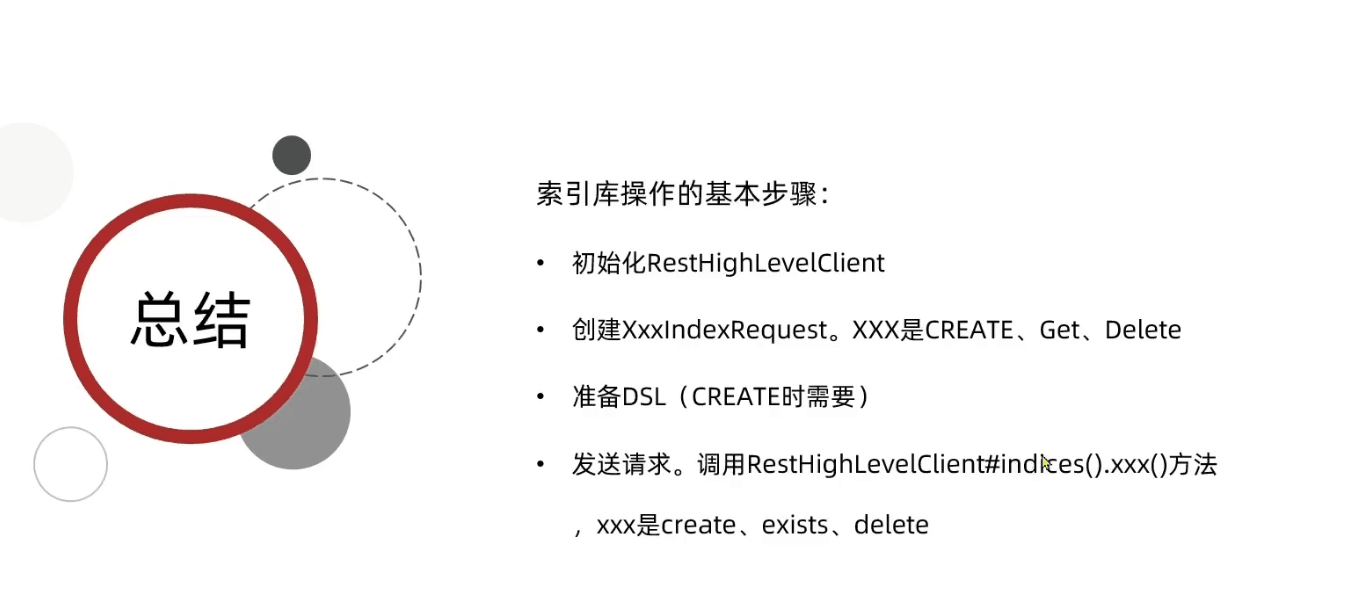 总结
索引库操作的基本步骤：
• 初始化RestHighLevelClient
• 创建XxxIndexRequest。XXX是CREATE、Get、Delete
• 准备DSL（CREATE时需要）
• 发送请求。调用RestHighLevelClient#indices().xxx()方法
，xxx是create、exists、delete